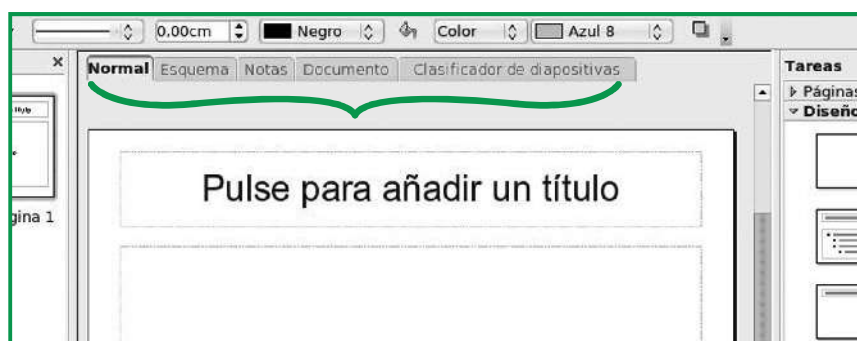 0,00cm Negro Color Azul 8
Normal Esquema Notas Documento Clasificador de diapositivas
Tareas
Páginas
Diseño
Pulse para añadir un título
gina 1